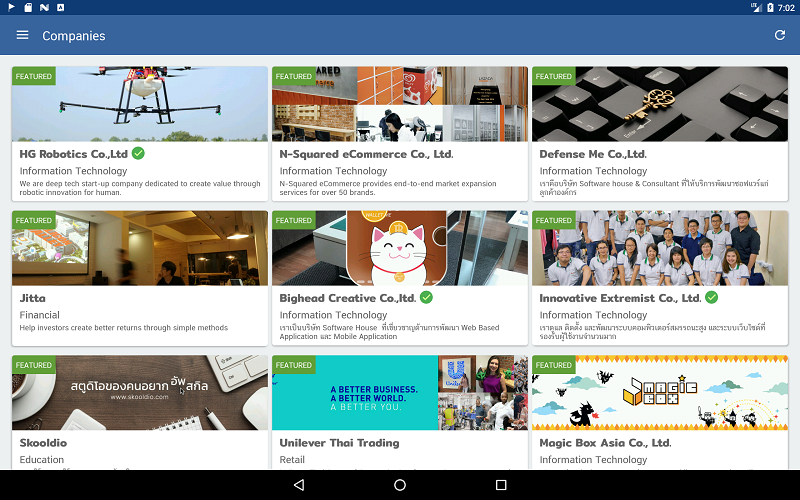 LTE 7:02
Companies
FEATURED
FEATURED
FEATURED
HG Robotics Co.,Ltd
Information Technology
We are deep tech start-up company dedicated to create value through
robotic innovation for human.
N-Squared eCommerce Co., Ltd.
Information Technology
N-Squared eCommerce provides end-to-end market expansion
services for over 50 brands.
Enter
Defense Me Co.,Ltd.
Information Technology
เราคือบริษัท Software house & Consultant ที่ให้บริการพัฒนาซอฟแวร์แก่
ลูกค้าองค์กร
FEATURED
FEATURED
FEATURED
Jitta
Financial
Help investors create better returns through simple methods
Bighead Creative Co.,ltd.
Information Technology
เราเป็นบริษัท Software House ที่เชี่ยวชาญด้านการพัฒนา Web Based
Application และ Mobile Application
Innovative Extremist Co., Ltd.
Information Technology
เราดูแล ติดตั้ง และพัฒนาระบบคอมพิวเตอร์สมรรถนะสูง และระบบเว็บไซต์ที่
รองรับผู้ใช้งานจำนวนมาก
FEATURED
FEATURED
FEATURED
สตูดิโอของคนอยากอัพสกิล
www.skooldio.com
Skooldio
Education
A BETTER BUSINESS.
A BETTER WORLD.
A BETTER YOU.
Unilever Thai Trading
Retail
MAGIC
BOX
Magic Box Asia Co., Ltd.
Information Technology